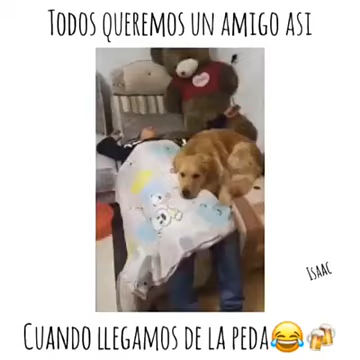 Todos queremos un amigo asi
Isaac
Cuando llegamos de la peda😂🍻